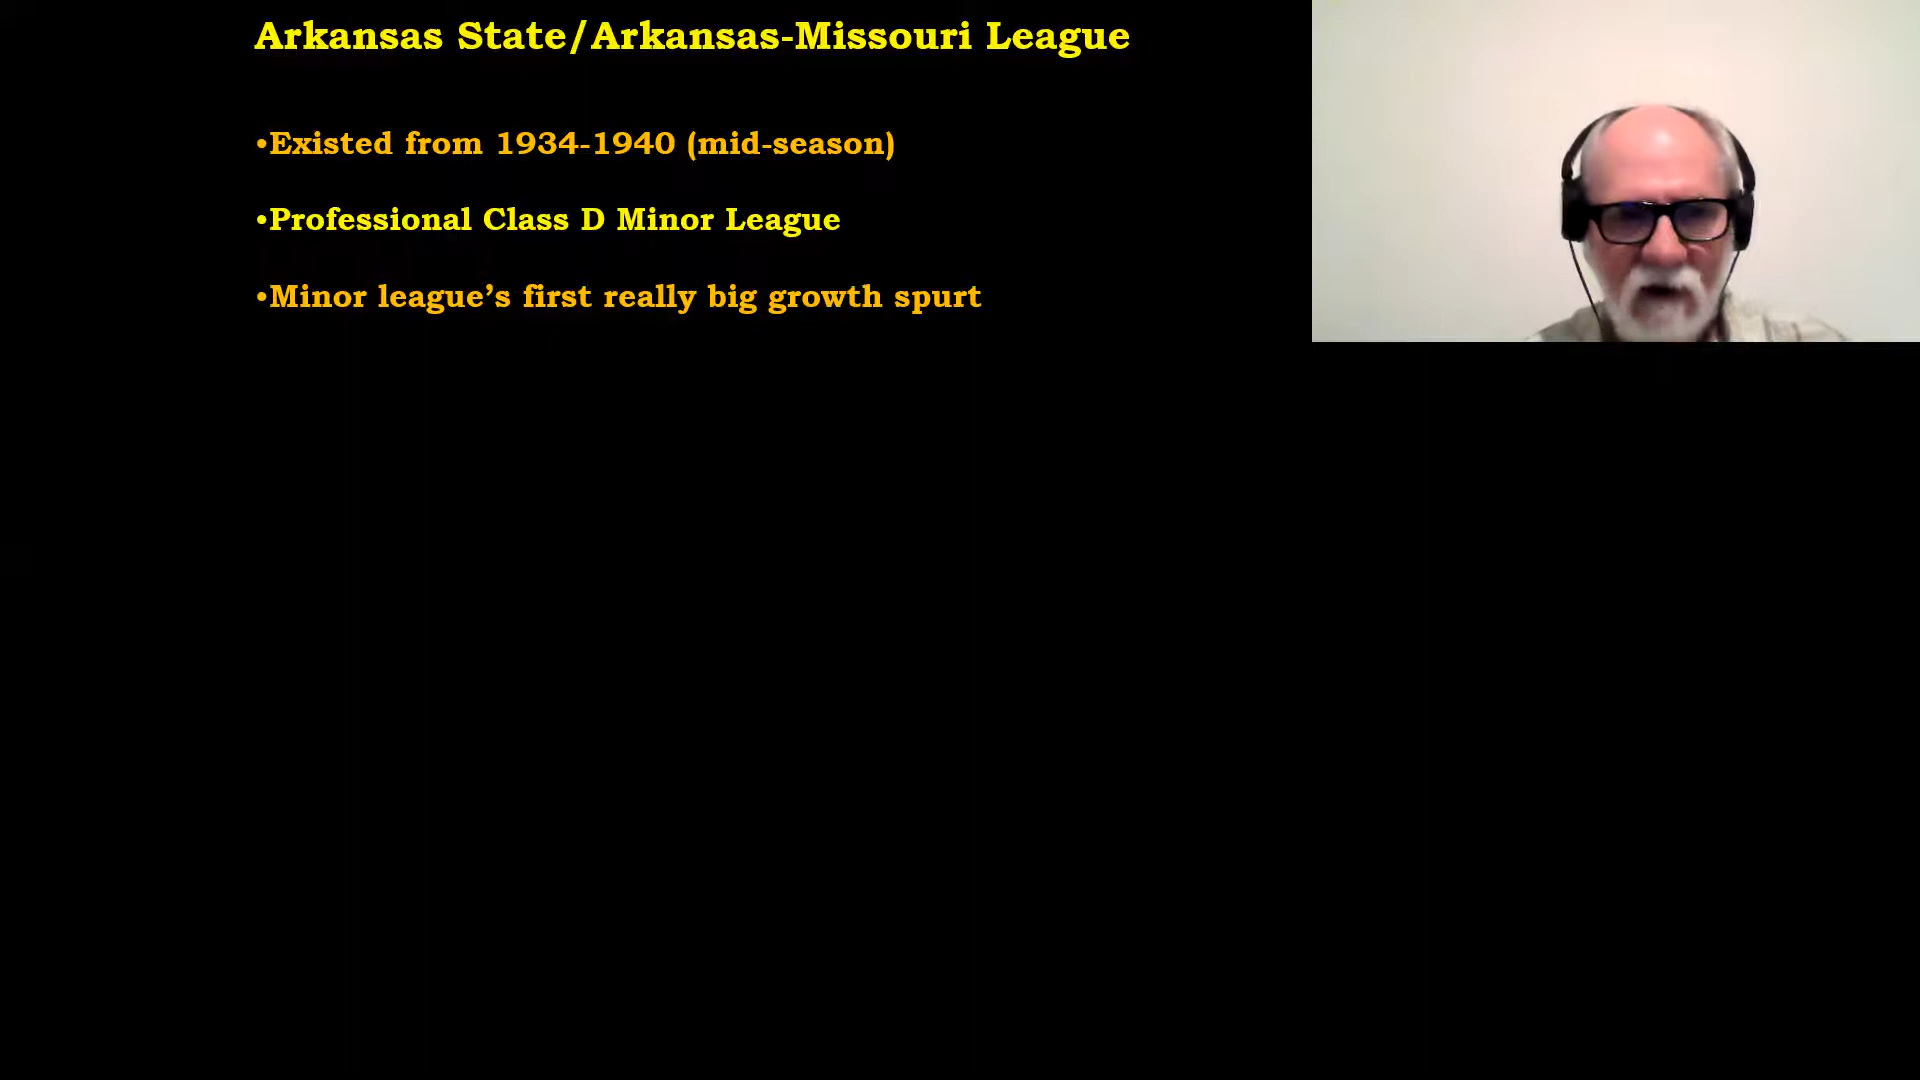 Arkansas State/Arkansas-Missouri League
•Existed from 1934-1940 (mid-season)
•Professional Class D Minor League
•Minor league’s first really big growth spurt